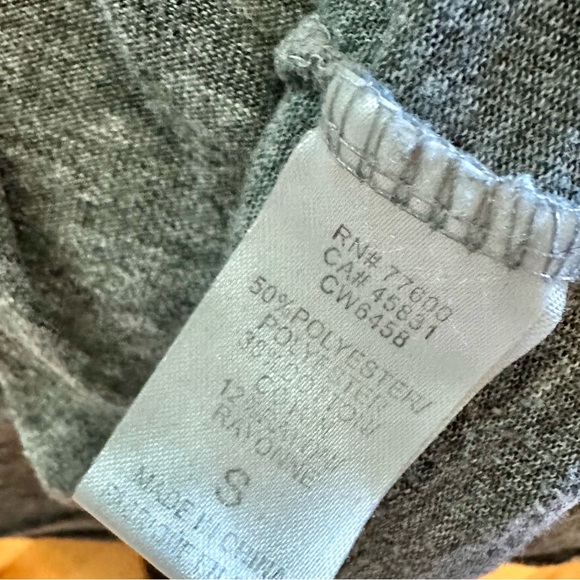 RN# 77600
CA# 45831
CW6458
50%POLYESTER/
POLYESTER
38%COTTON/
COTON
12%RAYON/
RAYONNE
S
MADE IN CHINA